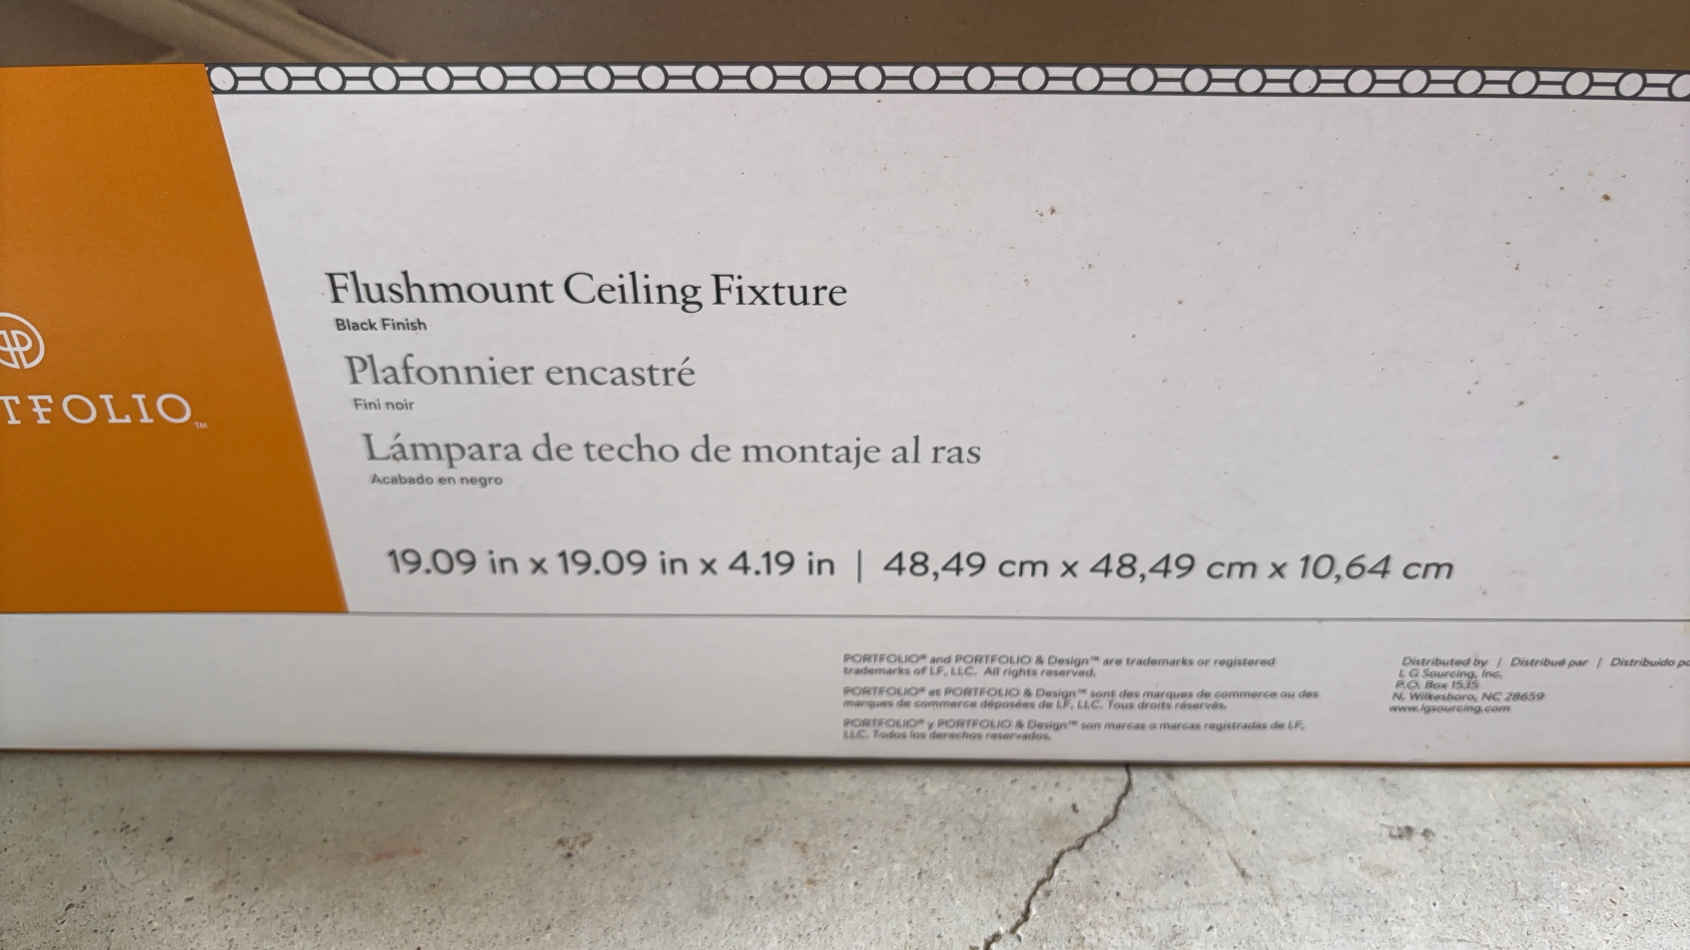 TFOLIO™
Flushmount Ceiling Fixture
Black Finish
Plafonnier encastré
Fini noir
Lámpara de techo de montaje al ras
Acabado en negro
19.09 in x 19.09 in x 4.19 in | 48,49 cm x 48,49 cm x 10,64 cm
PORTFOLIO® and PORTFOLIO & Design™ are trademarks or registered
trademarks of LF, LLC. All rights reserved.
PORTFOLIO® et PORTFOLIO & Design™ sont des marques de commerce ou des
marques de commerce déposées de LF, LLC. Tous droits réservés.
PORTFOLIO® y PORTFOLIO & Design™ son marcas o marcas registradas de LF,
LLC. Todos los derechos reservados.
Distributed by / Distribué par / Distribuido po
L G Sourcing, Inc.
P.O. Box 1535
N. Wilkesboro, NC 28659
www.lgsourcing.com